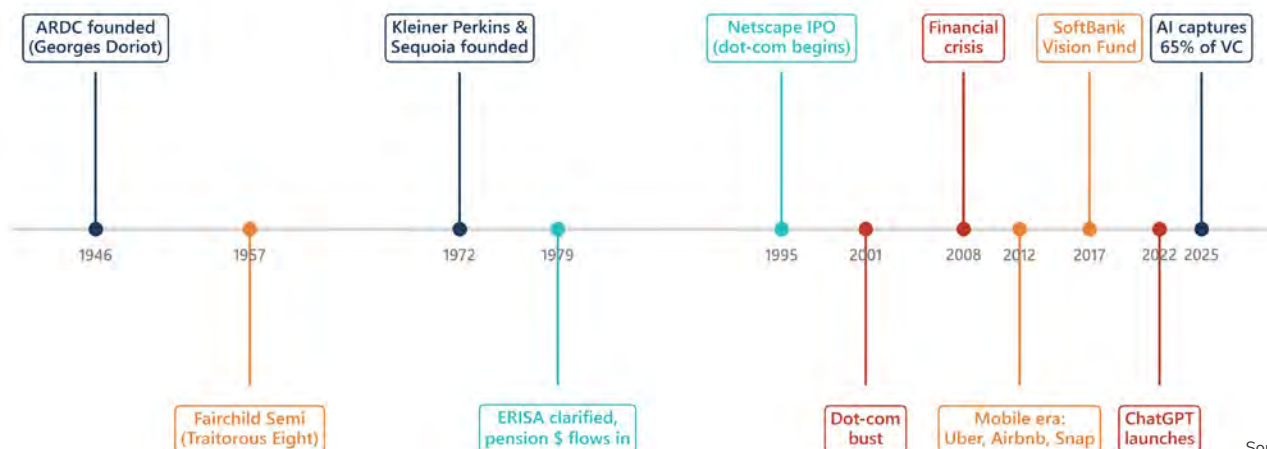 ARDC founded
(Georges Doriot)
Kleiner Perkins &
Sequoia founded
Netscape IPO
(dot-com begins)
Financial
crisis
SoftBank
Vision Fund
AI captures
65% of VC
1946
1957
1972
1979
1995
2001
2008
2012
2017
2022
2025
Fairchild Semi
(Traitorous Eight)
ERISA clarified,
pension $ flows in
Dot-com
bust
Mobile era:
Uber, Airbnb, Snap
ChatGPT
launches